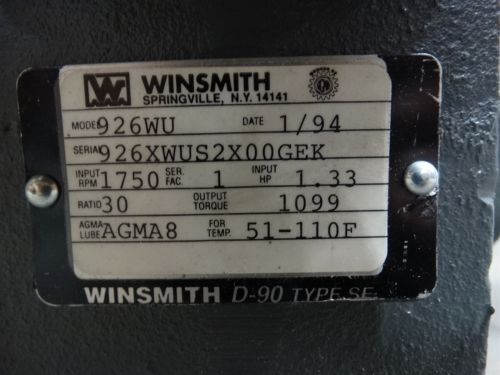 WINSMITH
SPRINGVILLE, N.Y. 14141
MODEL 926WU DATE 1/94
SERIAL 926XWUS2X00GEK
INPUT RPM 1750 SER. FAC. 1 INPUT HP 1.33
RATIO 30 OUTPUT TORQUE 1099
AGMA LUBE AGMA8 FOR TEMP. 51-110F
WINSMITH D-90 TYPE SE